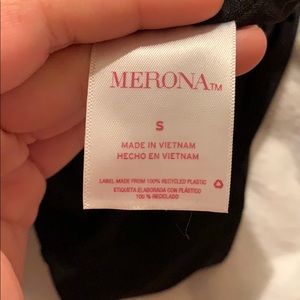 MERONA™
S
MADE IN VIETNAM
HECHO EN VIETNAM
LABEL MADE FROM 100% RECYCLED PLASTIC
ETIQUETA ELABORADA CON PLÁSTICO
100 % RECICLADO